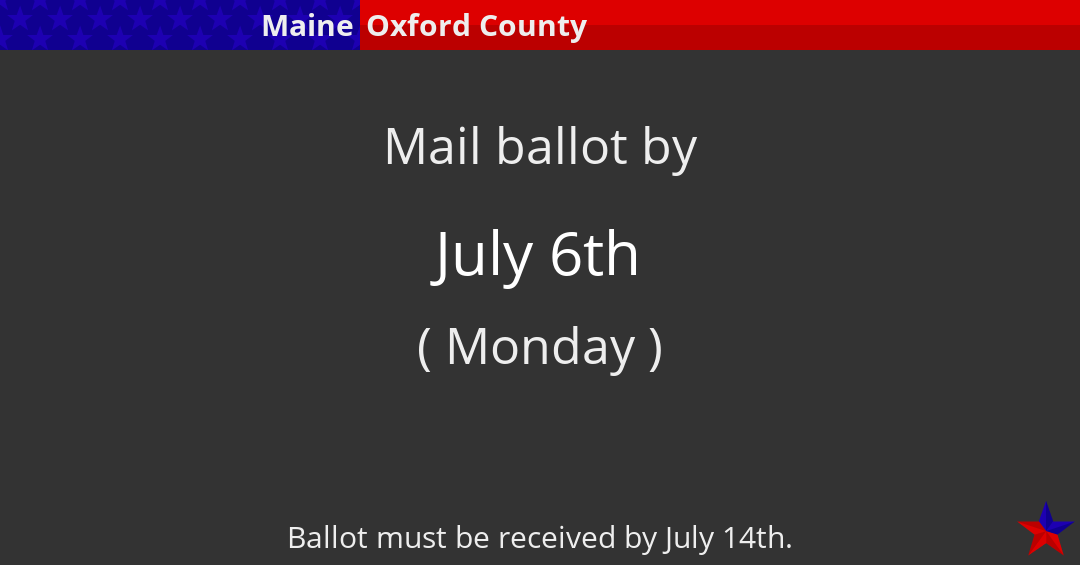 Maine Oxford County
Mail ballot by
July 6th
( Monday )
Ballot must be received by July 14th.